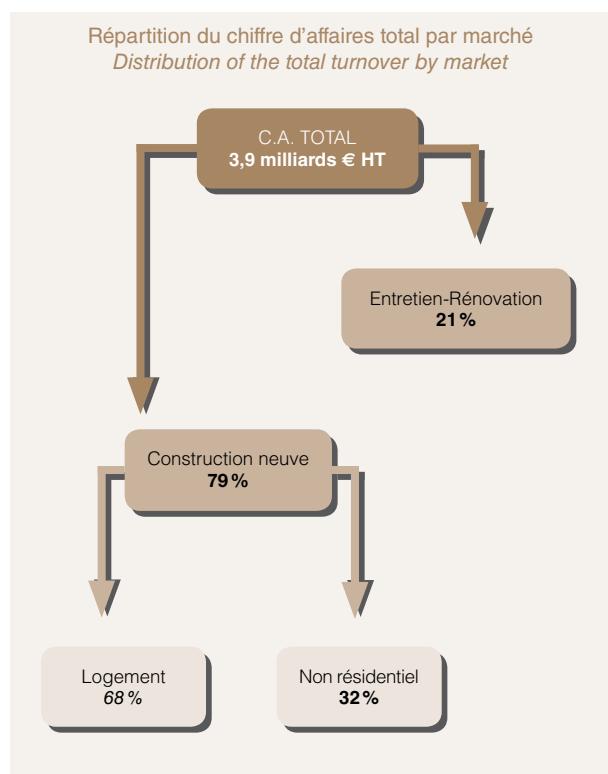 Répartition du chiffre d’affaires total par marché
Distribution of the total turnover by market
C.A. TOTAL
3,9 milliards € HT
Entretien-Rénovation
21 %
Construction neuve
79 %
Logement
68 %
Non résidentiel
32 %